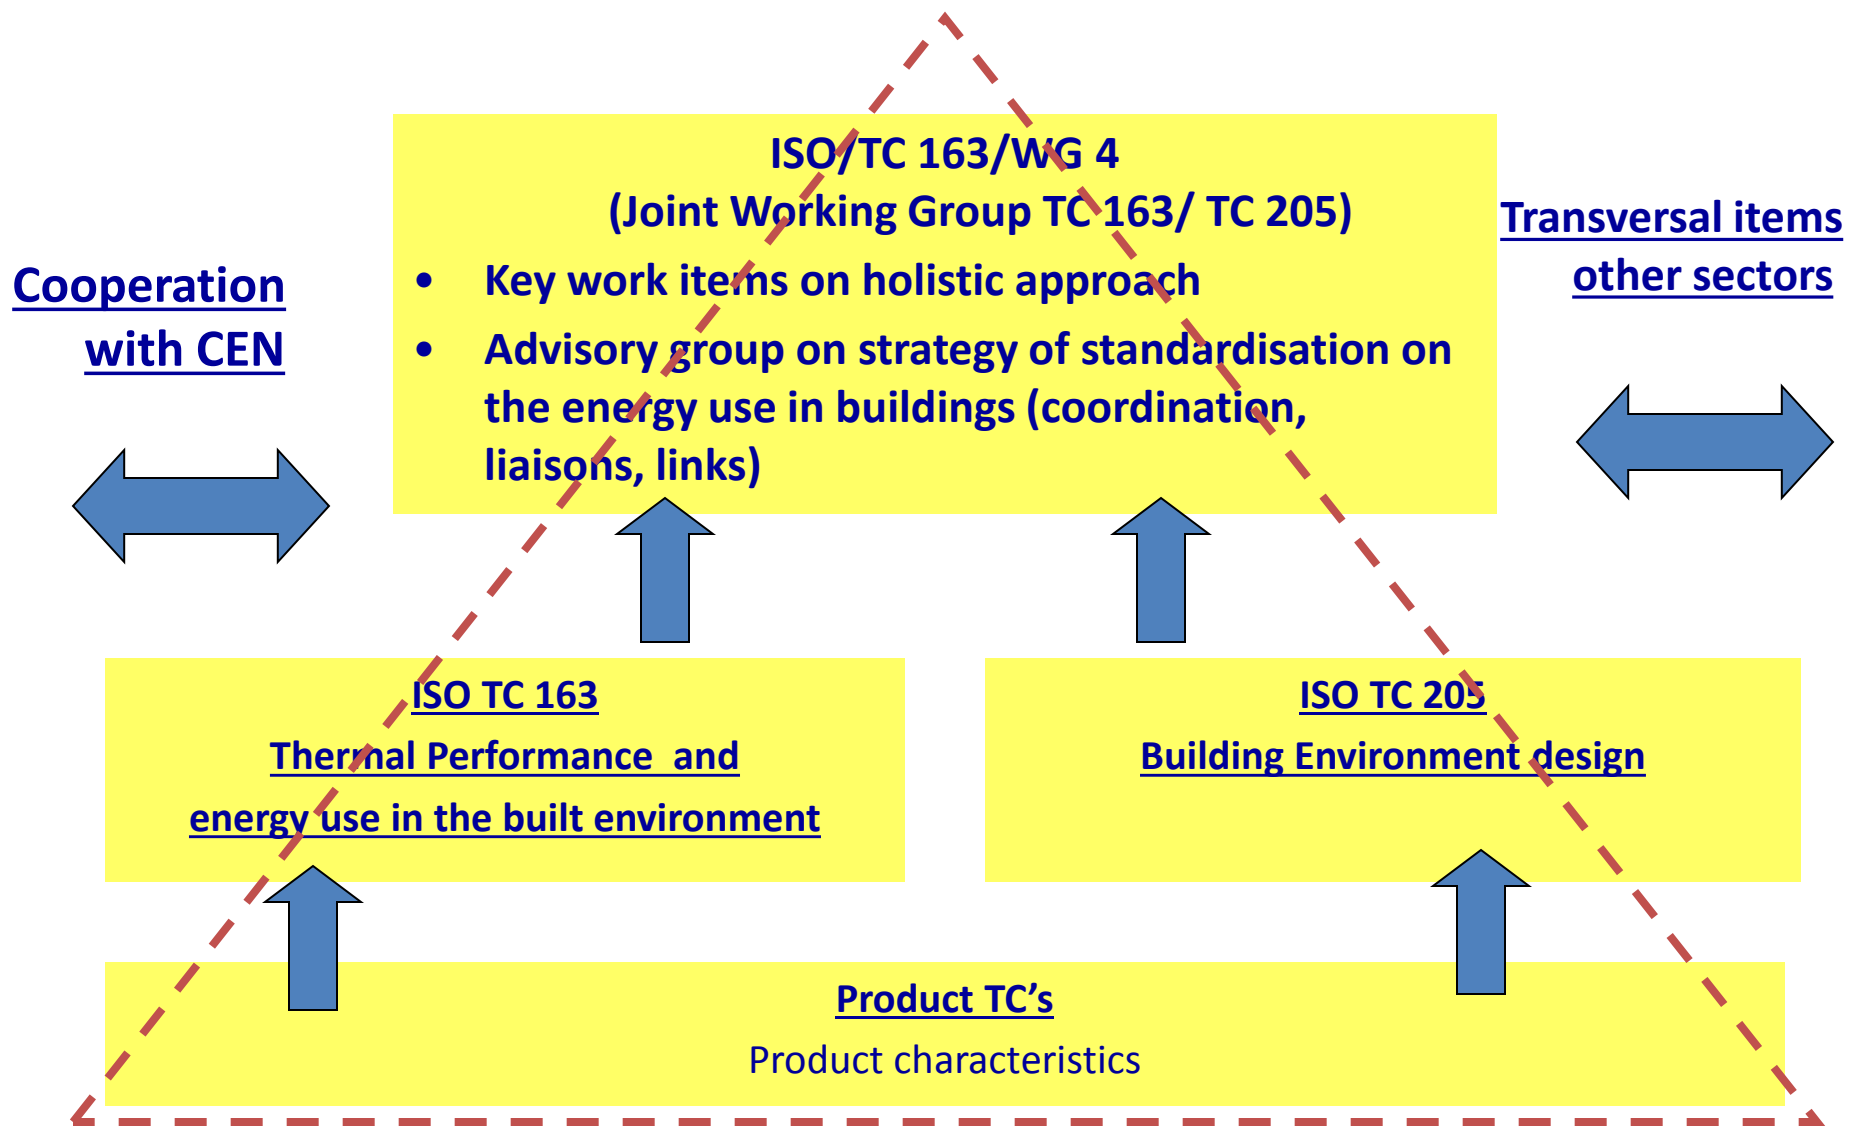 ISO/TC 163/WG 4
(Joint Working Group TC 163/ TC 205)
• Key work items on holistic approach
• Advisory group on strategy of standardisation on
the energy use in buildings (coordination,
liaisons, links)
Cooperation
with CEN
Transversal items
other sectors
ISO TC 163
Thermal Performance  and
energy use in the built environment
ISO TC 205
Building Environment design
Product TC’s
Product characteristics